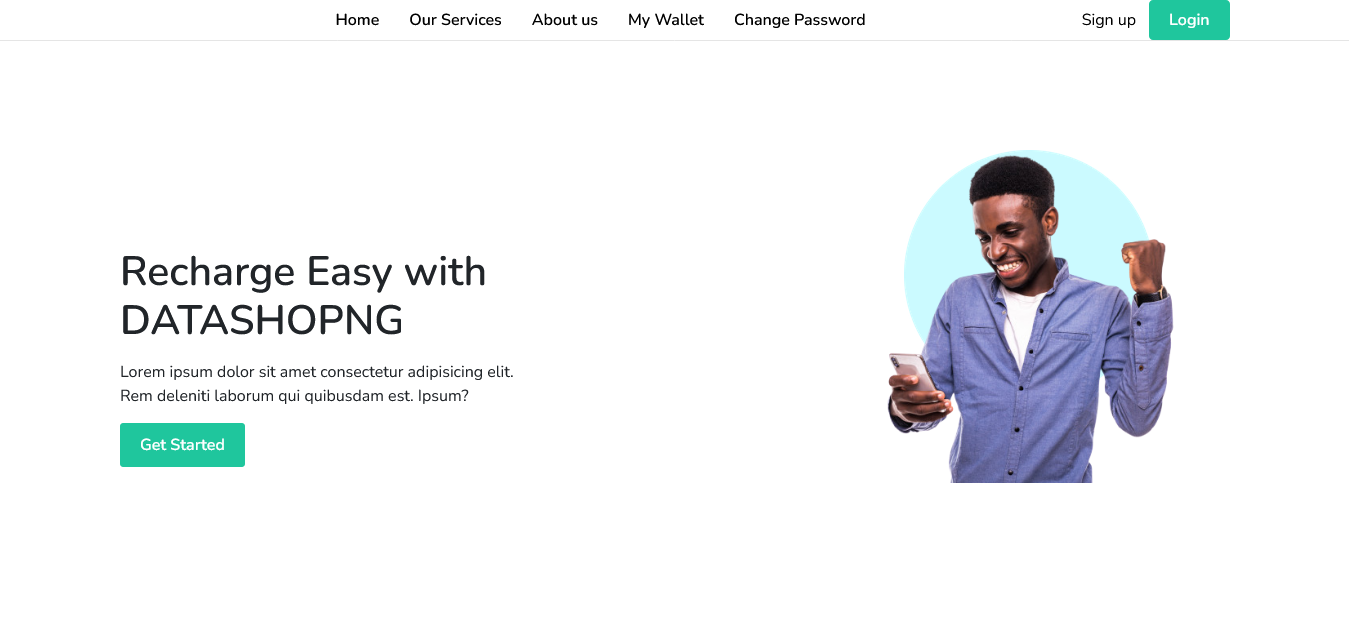 Home Our Services About us My Wallet Change Password Sign up Login
Recharge Easy with
DATASHOPNG
Lorem ipsum dolor sit amet consectetur adipisicing elit.
Rem deleniti laborum qui quibusdam est. Ipsum?
Get Started